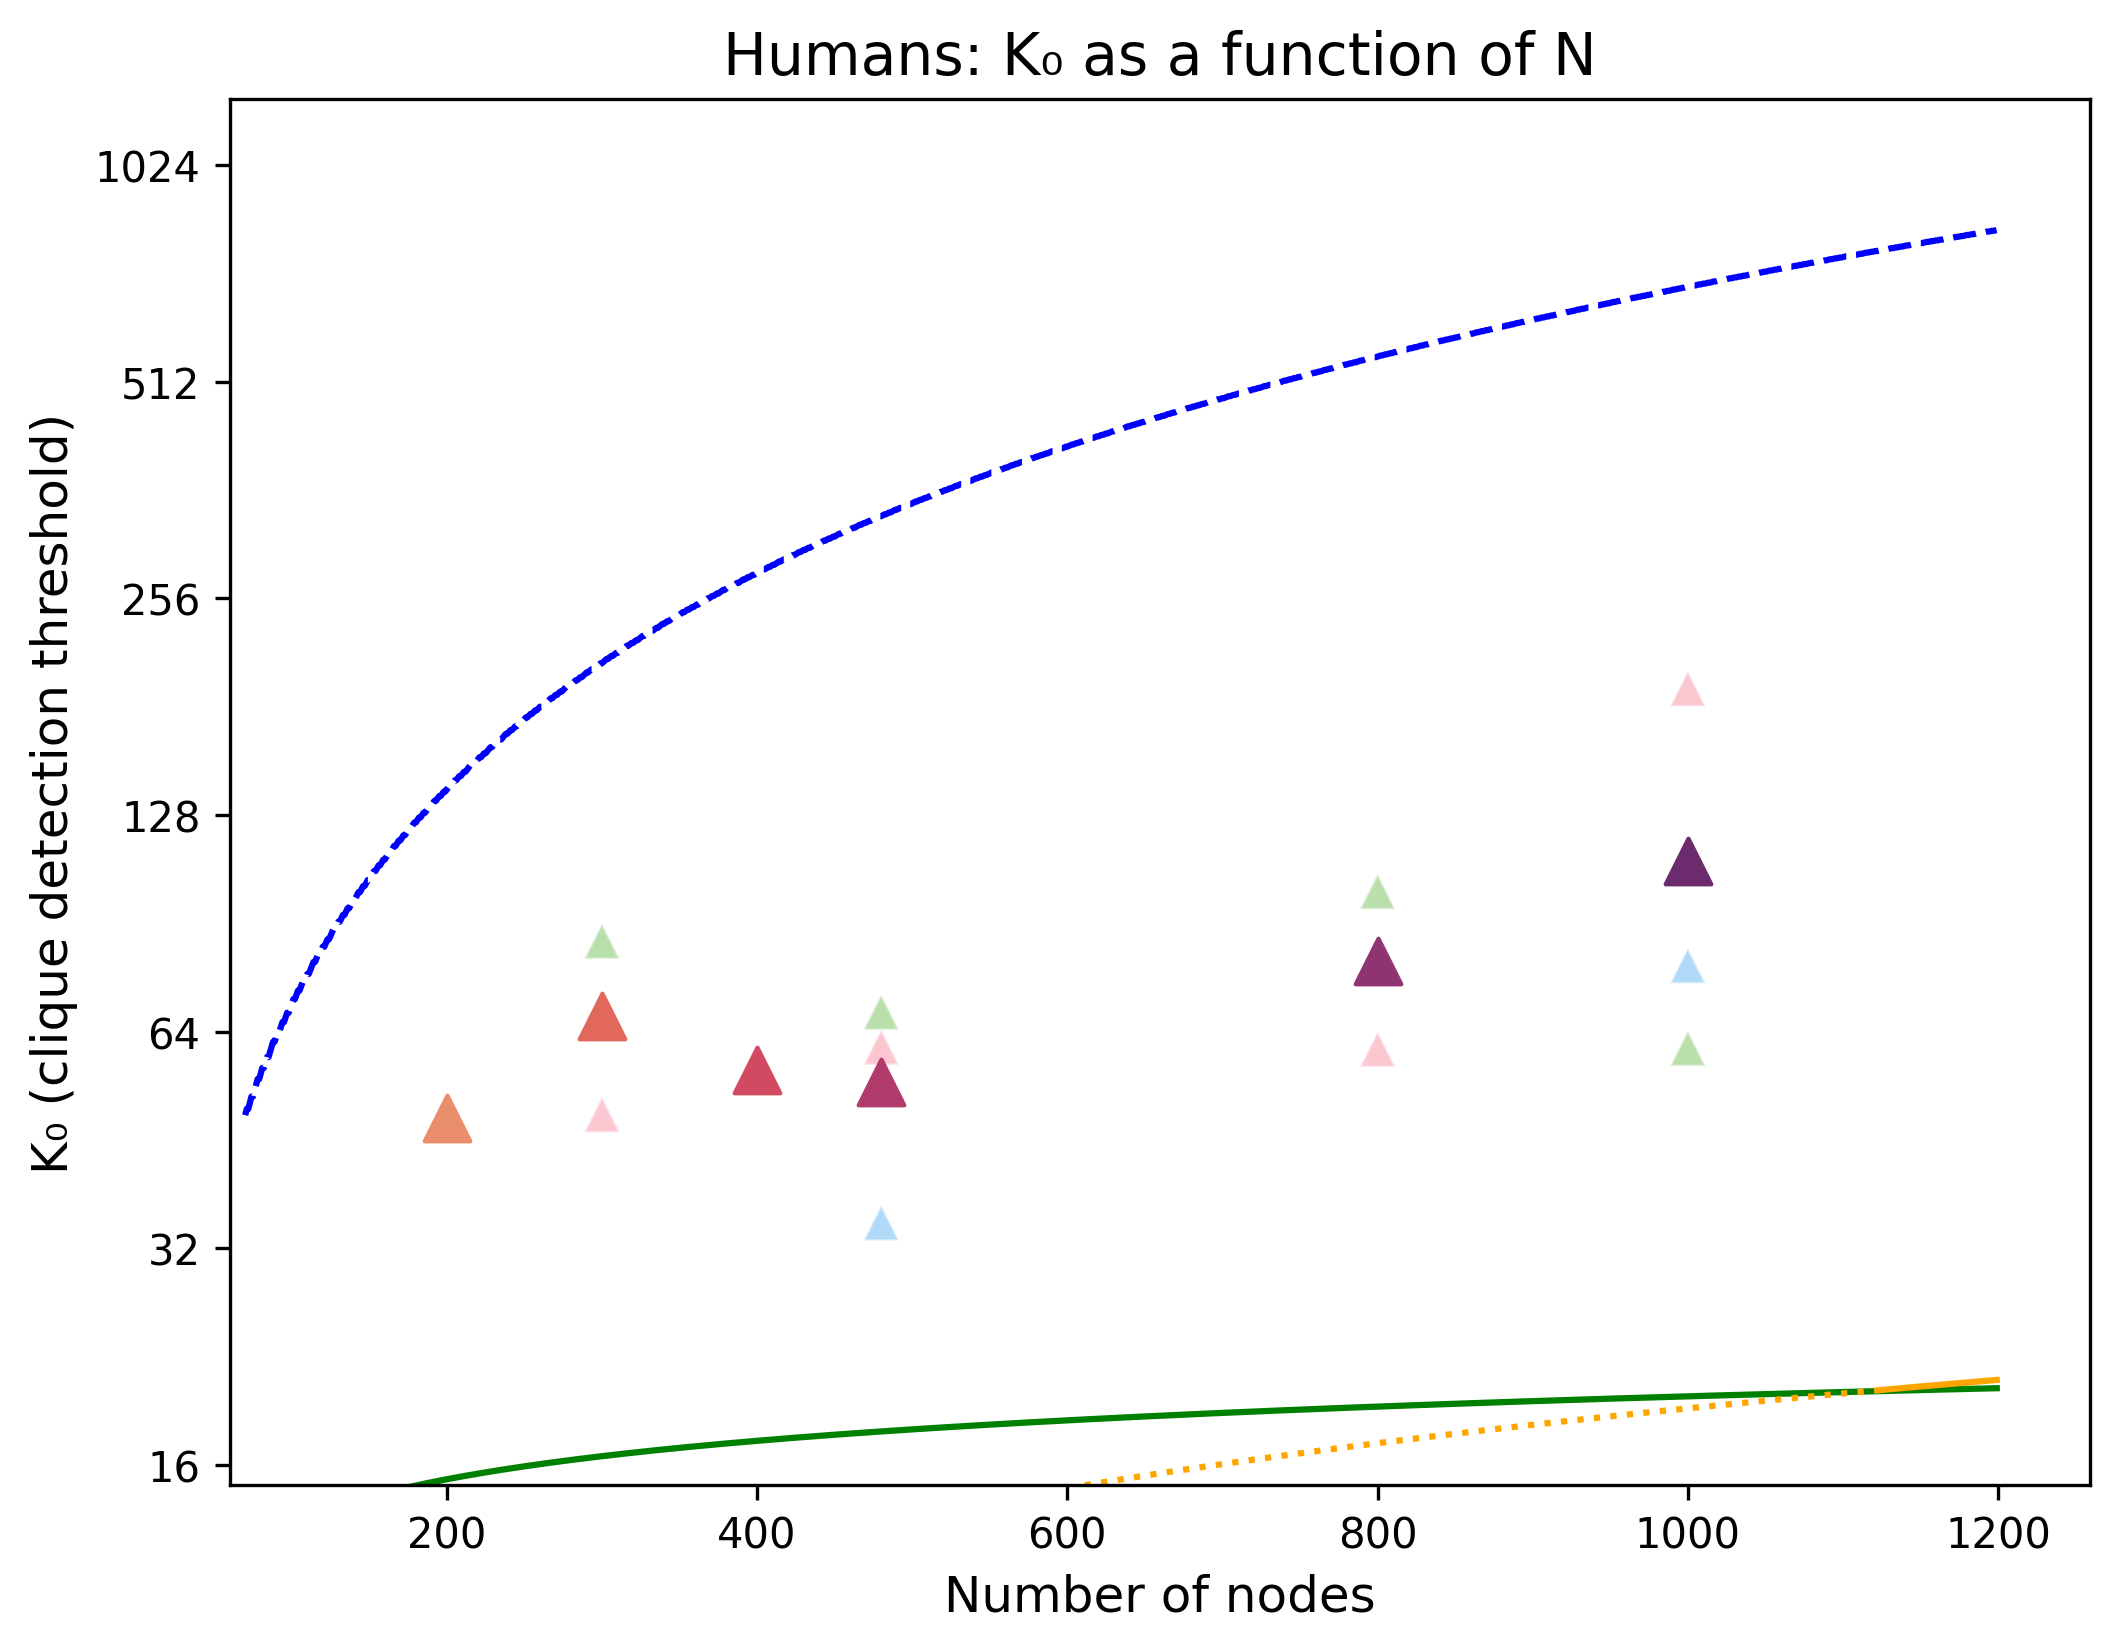 Humans: K₀ as a function of N
K₀ (clique detection threshold)
1024
512
256
128
64
32
16
200 400 600 800 1000 1200
Number of nodes